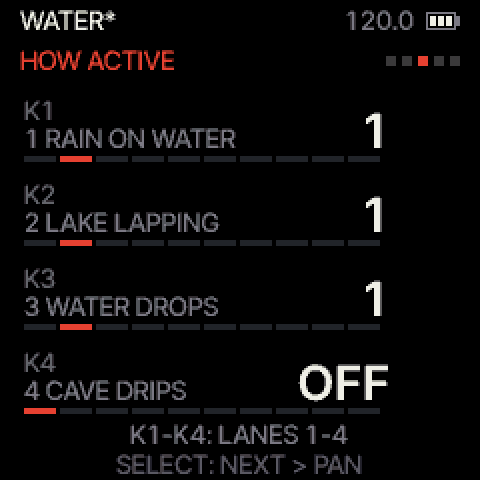 WATER* 120.0
HOW ACTIVE
K1
1 RAIN ON WATER 1
K2
2 LAKE LAPPING 1
K3
3 WATER DROPS 1
K4
4 CAVE DRIPS OFF
K1-K4: LANES 1-4
SELECT: NEXT > PAN